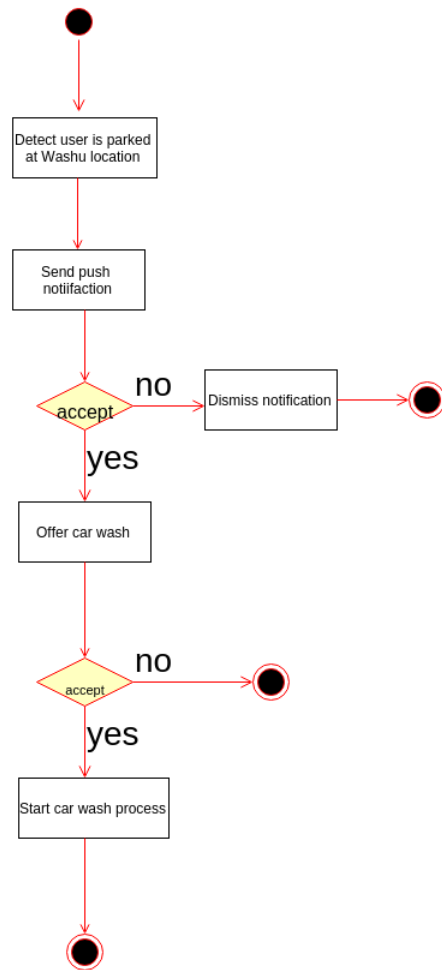 Detect user is parked
at Washu location
Send push
notiifaction
accept
no
Dismiss notification
yes
Offer car wash
accept
no
yes
Start car wash process